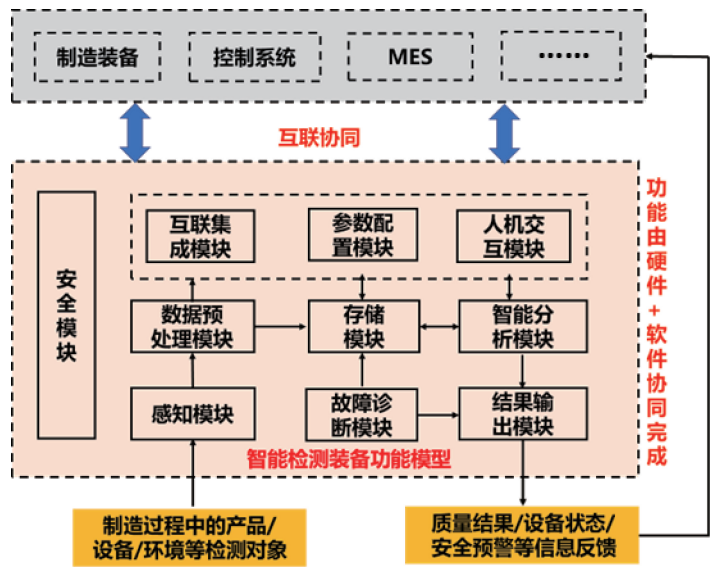 制造装备
控制系统
MES
……
互联协同
功能由硬件+软件协同完成
安全模块
互联集
成模块
参数配
置模块
人机交
互模块
数据预
处理模块
存储
模块
智能分
析模块
感知模块
故障诊
断模块
结果输
出模块
智能检测装备功能模型
制造过程中的产品/
设备/环境等检测对象
质量结果/设备状态/
安全预警等信息反馈